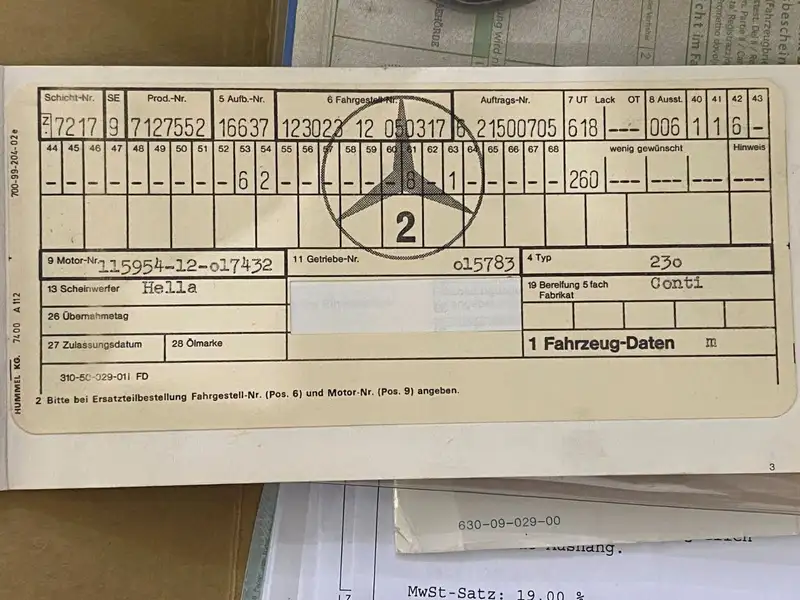 BEHÖRDE
700-99-204-02e
Schicht-Nr. SE Prod.-Nr. 5 Aufb.-Nr. 6 Fahrgestell-Nr. Auftrags-Nr. 7 UT Lack OT 8 Ausst. 40 41 42 43
Z 7217 9 7127552 16637 123023 12 050317 6 21500705 618 --- 006 1 1 6 -
44 45 46 47 48 49 50 51 52 53 54 55 56 57 58 59 60 61 62 63 64 65 66 67 68 wenig gewünscht Hinweis
- - - - - - - - - 6 2 - - - - - - 8 - 1 - - - - - 260 --- --- --- ---
2
9 Motor-Nr. 115954-12-017432 11 Getriebe-Nr. 015783 4 Typ 230
13 Scheinwerfer Hella 19 Bereifung 5 fach Fabrikat Conti
26 Übernahmetag
27 Zulassungsdatum 28 Ölmarke 1 Fahrzeug-Daten m
310-50-029-01i FD
2 Bitte bei Ersatzteilbestellung Fahrgestell-Nr. (Pos. 6) und Motor-Nr. (Pos. 9) angeben.
HUMMEL KG. 7400 A 112
3
630-09-029-00
Aushang.
MwSt-Satz: 19.00 %